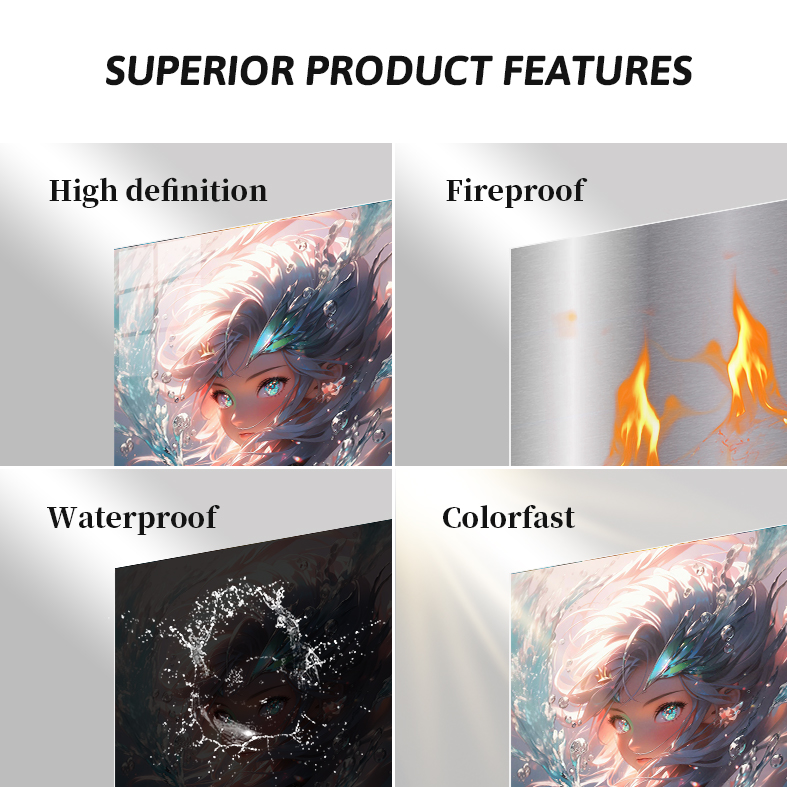 SUPERIOR PRODUCT FEATURES
High definition
Fireproof
Waterproof
Colorfast